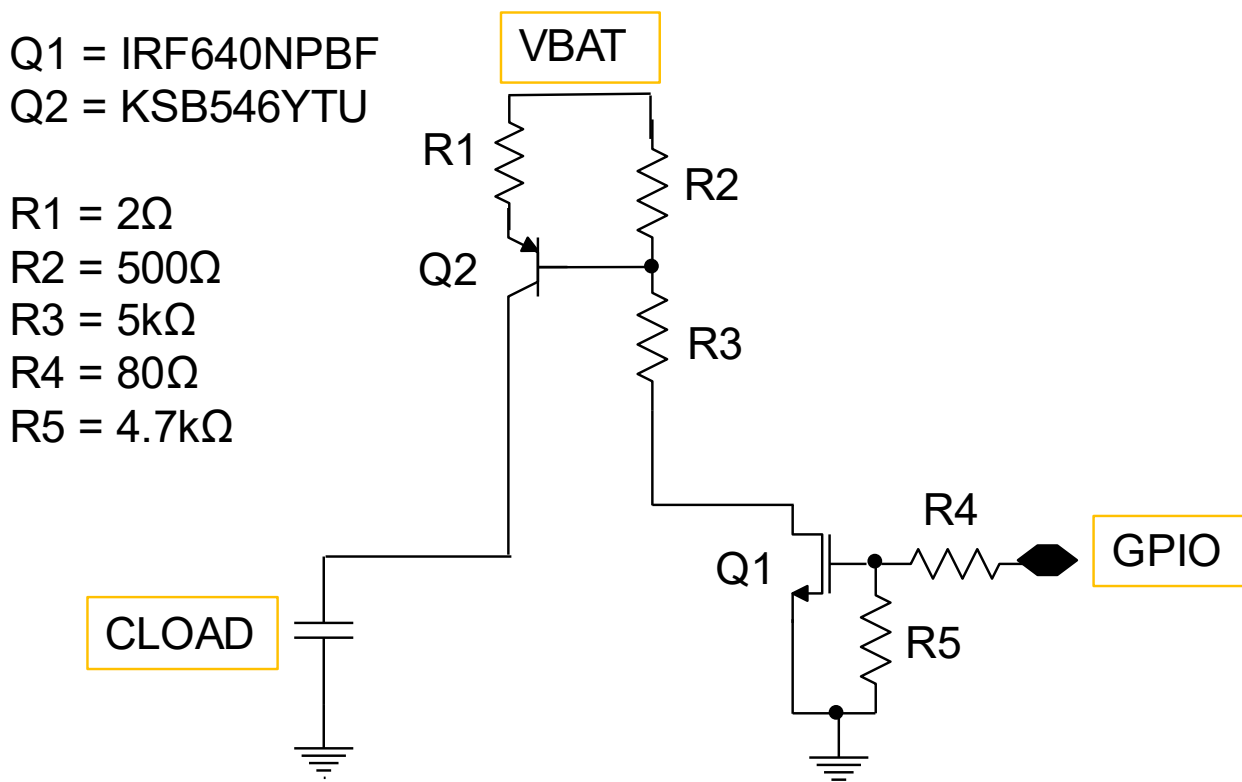 Q1 = IRF640NPBF
Q2 = KSB546YTU
VBAT
R1
R2
R1 = 2Ω
R2 = 500Ω
R3 = 5kΩ
R4 = 80Ω
R5 = 4.7kΩ
Q2
R3
R4
GPIO
Q1
CLOAD
R5